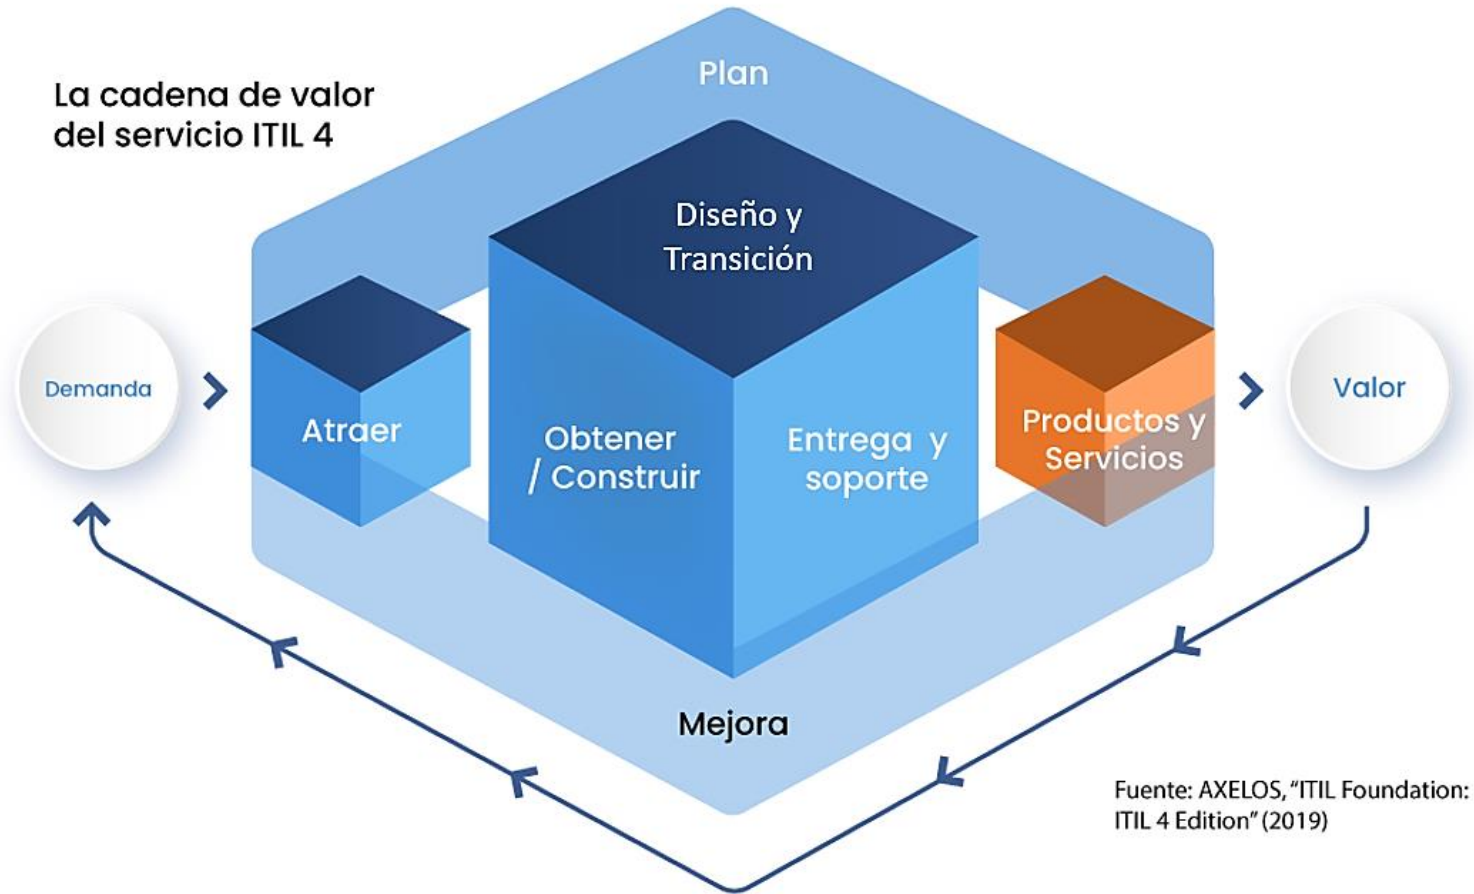 La cadena de valor
del servicio ITIL 4
Plan
Diseño y
Transición
Demanda
Atraer
Obtener
/ Construir
Entrega y
soporte
Productos y
Servicios
Valor
Mejora
Fuente: AXELOS, “ITIL Foundation:
ITIL 4 Edition” (2019)